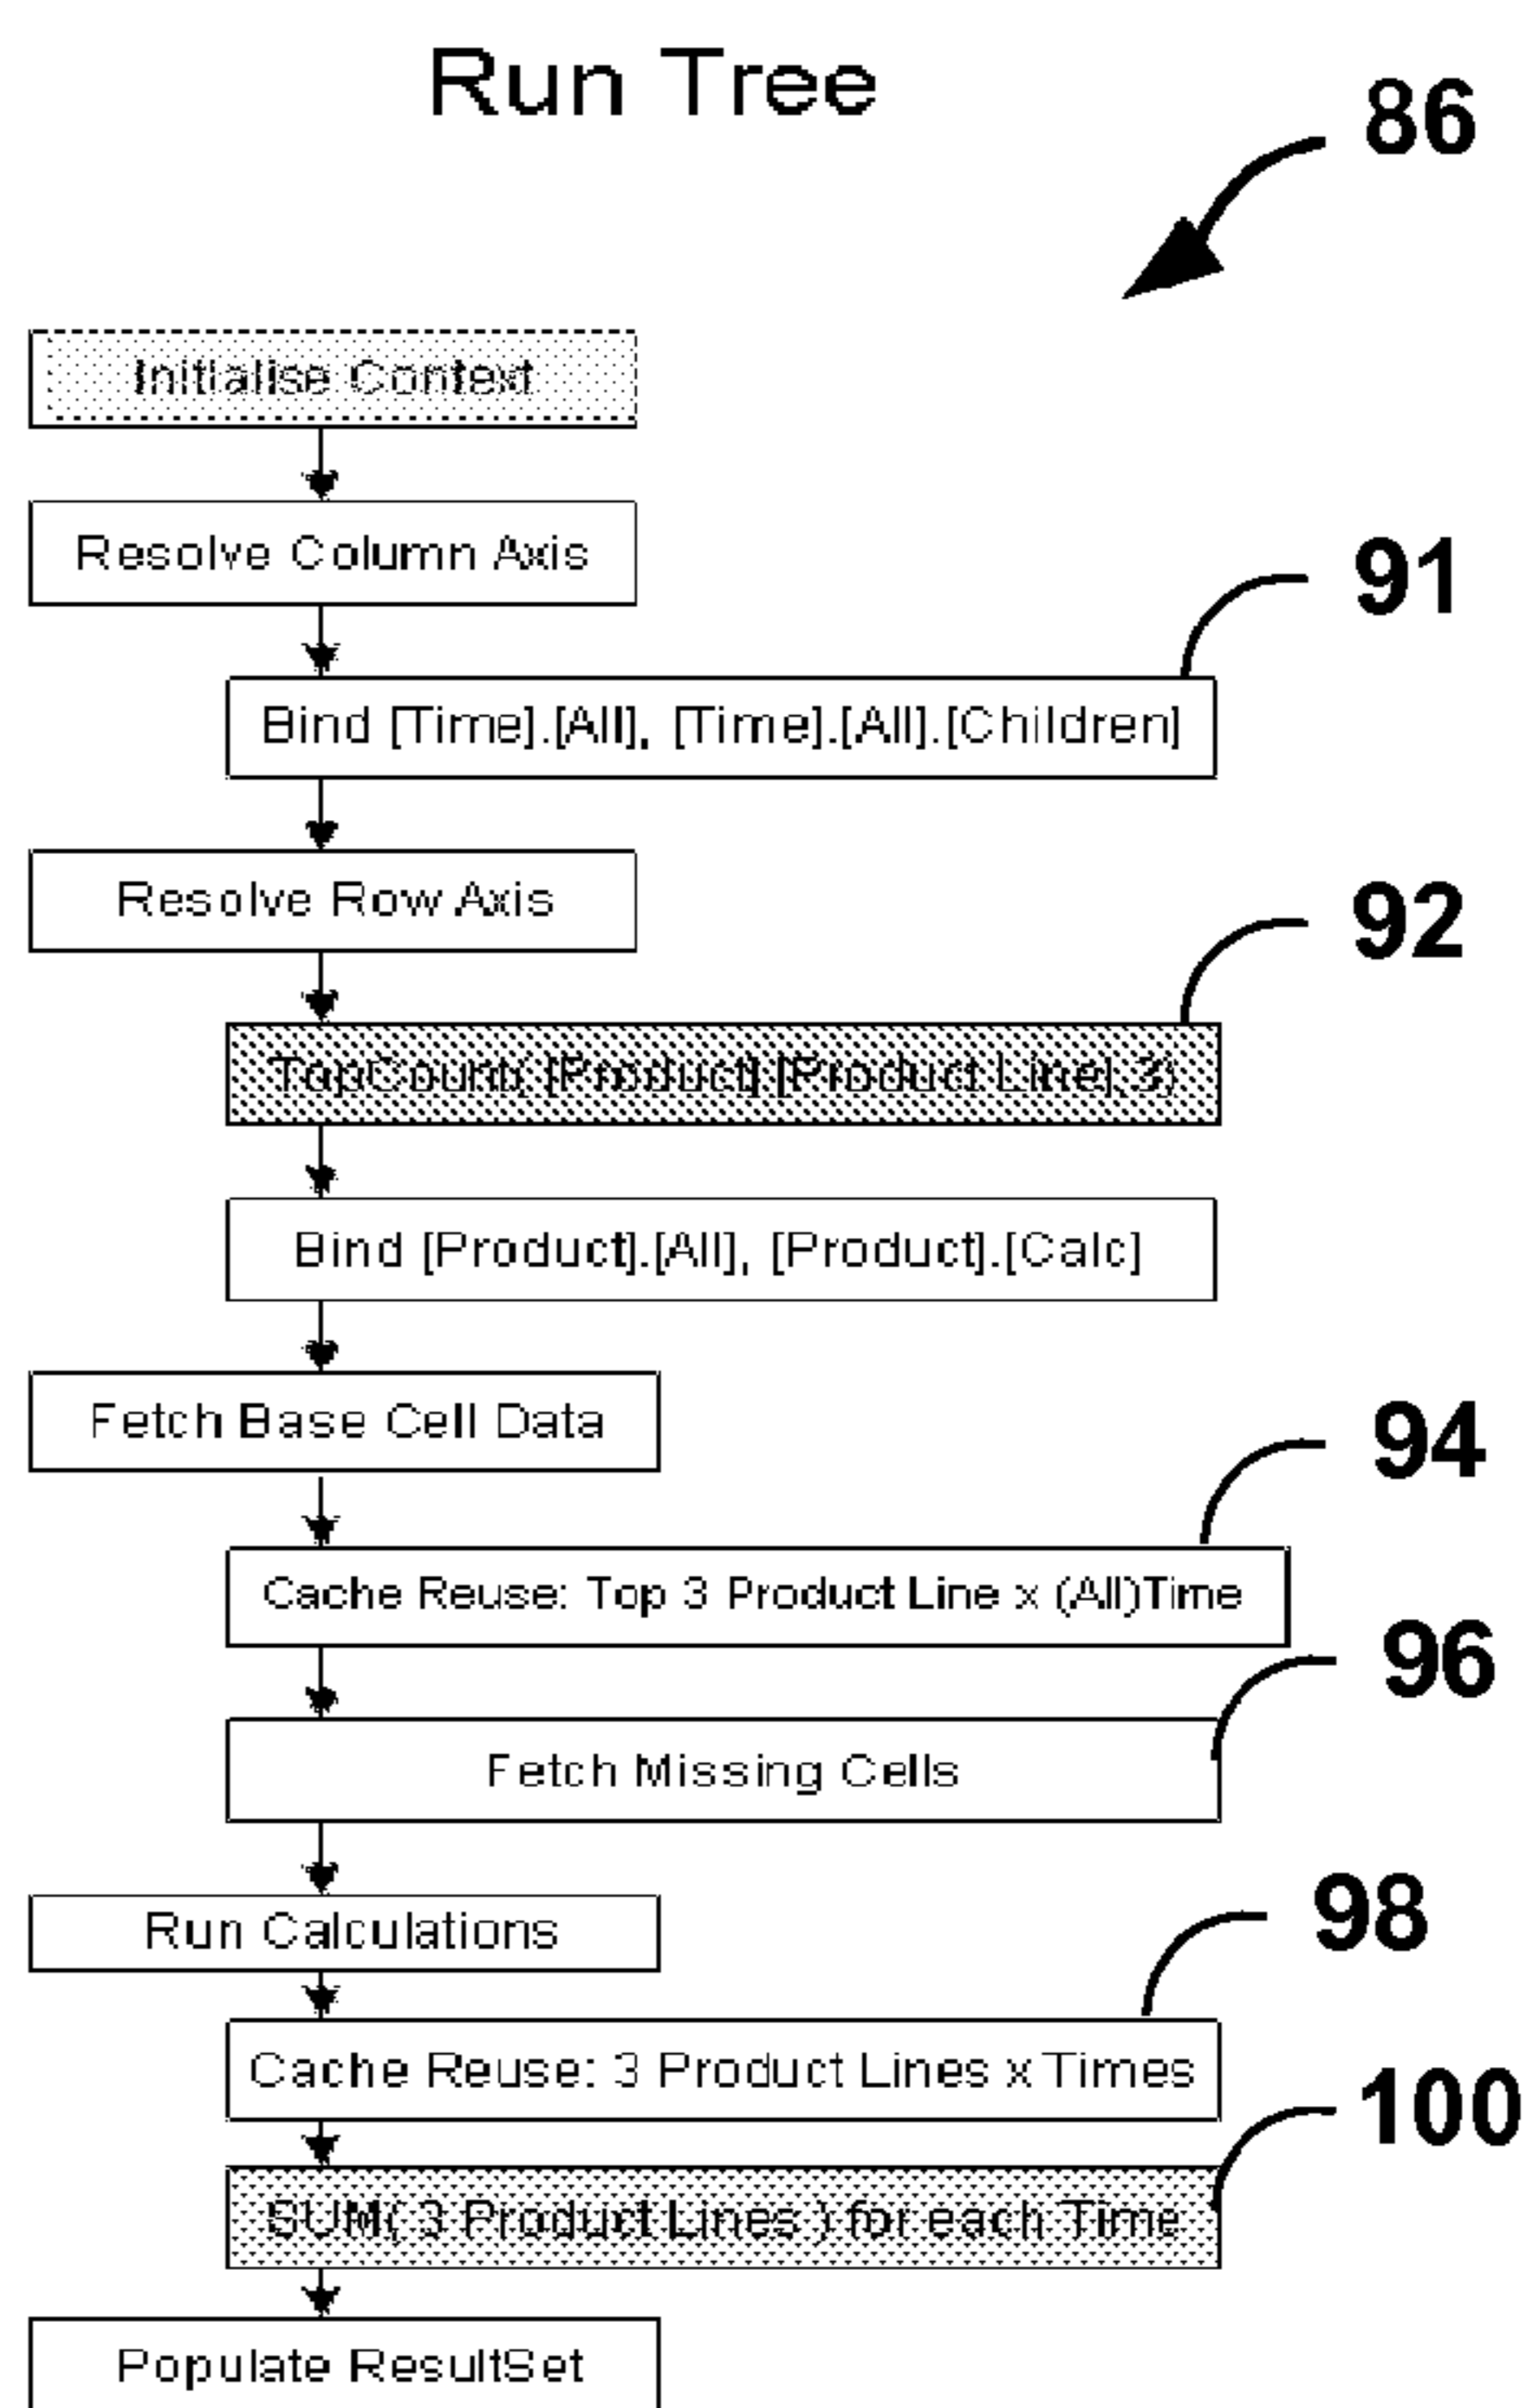 Run Tree
86
Initialise Context
Resolve Column Axis
91
Bind [Time].[All], [Time].[All].[Children]
Resolve Row Axis
92
TopCount( [Product].[Product Line], 3)
Bind [Product].[All], [Product].[Calc]
Fetch Base Cell Data
94
Cache Reuse: Top 3 Product Line x (All)Time
96
Fetch Missing Cells
Run Calculations
98
Cache Reuse: 3 Product Lines x Times
100
SUM( 3 Product Lines ) for each Time
Populate ResultSet